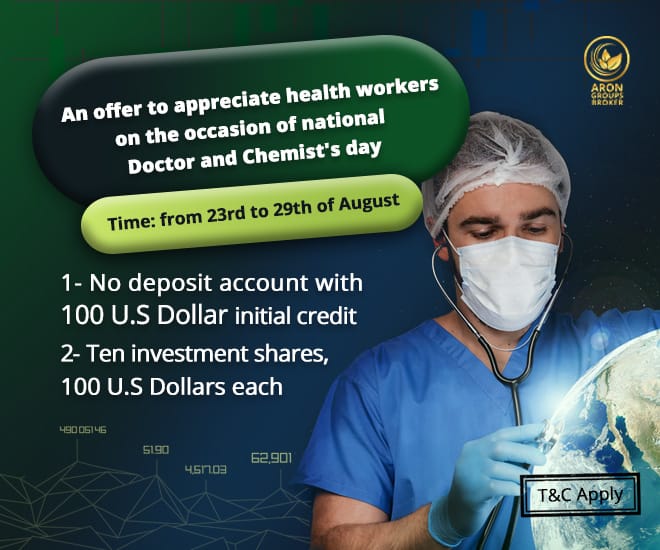 ARON
GROUPS
BROKER
An offer to appreciate health workers
on the occasion of national
Doctor and Chemist's day
Time: from 23rd to 29th of August
1- No deposit account with
100 U.S Dollar initial credit
2- Ten investment shares,
100 U.S Dollars each
490 051 46
51.90
4,517.03
62,901
T&C Apply